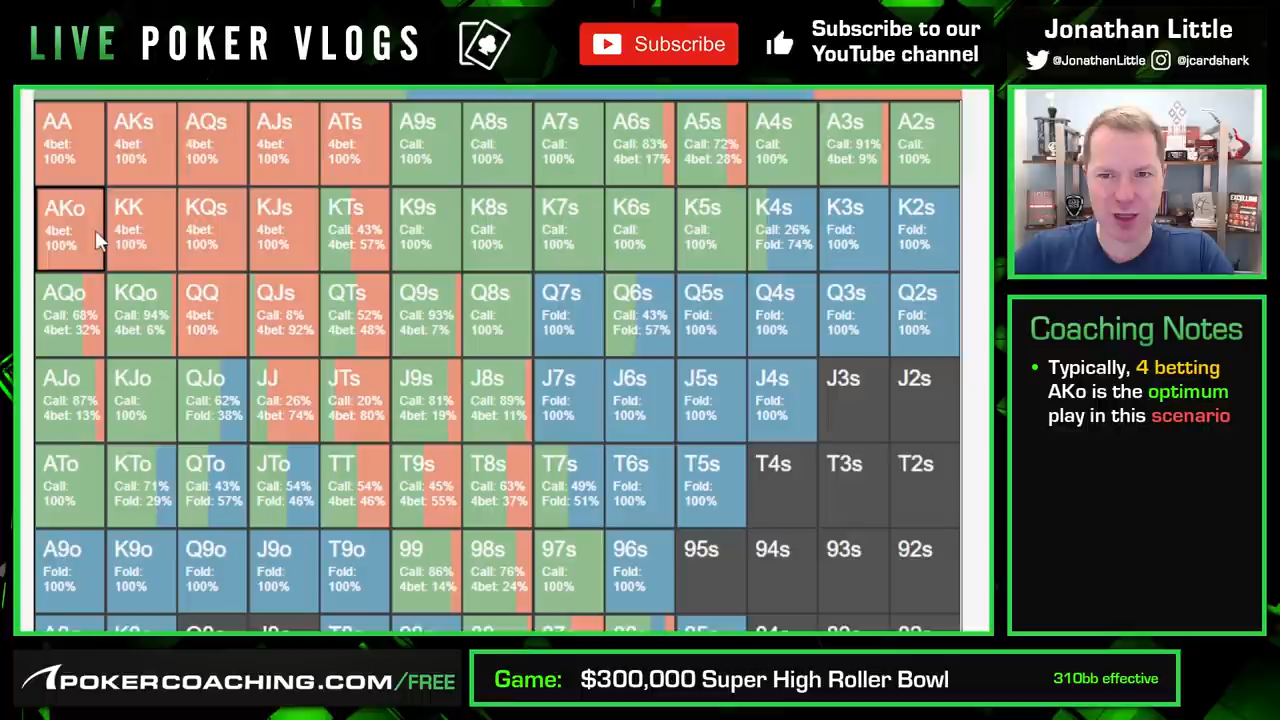 LIVE POKER VLOGS
Subscribe
Subscribe to our
YouTube channel
Jonathan Little
@JonathanLittle @jcardshark
AA AKs AQs AJs ATs A9s A8s A7s A6s A5s A4s A3s A2s
4bet: 4bet: 4bet: 4bet: 4bet: Call: Call: Call: Call: 83% Call: 72% Call: Call: 91% Call:
100% 100% 100% 100% 100% 100% 100% 100% 4bet: 17% 4bet: 28% 100% 4bet: 9% 100%
AKo KK KQs KJs KTs K9s K8s K7s K6s K5s K4s K3s K2s
4bet: 4bet: 4bet: 4bet: Call: 43% Call: Call: Call: Call: Call: Call: 26% Fold: Fold:
100% 100% 100% 100% 4bet: 57% 100% 100% 100% 100% 100% Fold: 74% 100% 100%
AQo KQo QQ QJs QTs Q9s Q8s Q7s Q6s Q5s Q4s Q3s Q2s
Call: 68% Call: 94% 4bet: Call: 8% Call: 52% Call: 93% Call: Fold: Call: 43% Fold: Fold: Fold: Fold:
4bet: 32% 4bet: 6% 100% 4bet: 92% 4bet: 48% 4bet: 7% 100% 100% Fold: 57% 100% 100% 100% 100%
AJo KJo QJo JJ JTs J9s J8s J7s J6s J5s J4s J3s J2s
Call: 87% Call: Call: 62% Call: 26% Call: 20% Call: 81% Call: 89% Fold: Fold: Fold: Fold:
4bet: 13% 100% Fold: 38% 4bet: 74% 4bet: 80% 4bet: 19% 4bet: 11% 100% 100% 100% 100%
ATo KTo QTo JTo TT T9s T8s T7s T6s T5s T4s T3s T2s
Call: Call: 71% Call: 43% Call: 54% Call: 54% Call: 45% Call: 63% Call: 49% Fold: Fold:
100% Fold: 29% Fold: 57% Fold: 46% 4bet: 46% 4bet: 55% 4bet: 37% Fold: 51% 100% 100%
A9o K9o Q9o J9o T9o 99 98s 97s 96s 95s 94s 93s 92s
Fold: Fold: Fold: Fold: Fold: Call: 86% Call: 76% Call: Fold:
100% 100% 100% 100% 100% 4bet: 14% 4bet: 24% 100% 100%
Coaching Notes
• Typically, 4 betting
AKo is the optimum
play in this scenario
POKERCOACHING.COM/FREE
Game: $300,000 Super High Roller Bowl
310bb effective